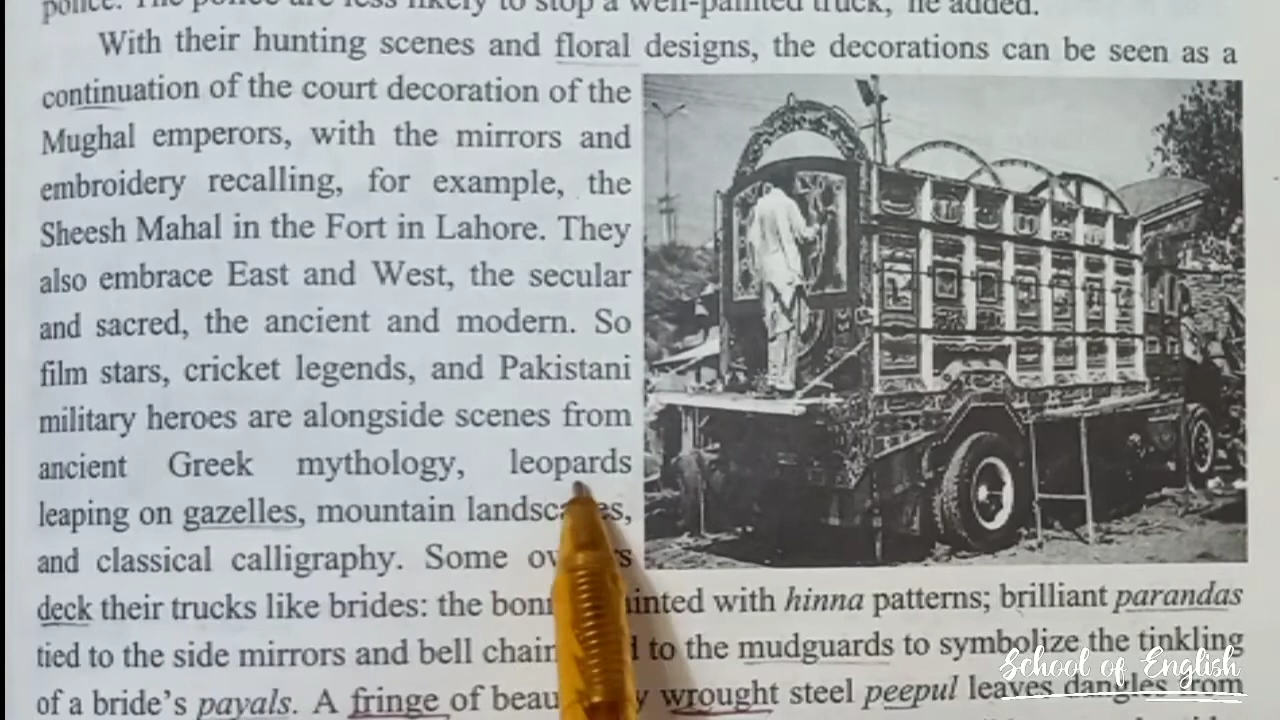 police. The police are less likely to stop a well-painted truck, he added.
With their hunting scenes and floral designs, the decorations can be seen as a
continuation of the court decoration of the
Mughal emperors, with the mirrors and
embroidery recalling, for example, the
Sheesh Mahal in the Fort in Lahore. They
also embrace East and West, the secular
and sacred, the ancient and modern. So
film stars, cricket legends, and Pakistani
military heroes are alongside scenes from
ancient Greek mythology, leopards
leaping on gazelles, mountain landscapes,
and classical calligraphy. Some
deck their trucks like brides: the with hinna patterns; brilliant parandas
tied to the side mirrors and bell to the mudguards to symbolize the tinkling
of a bride's payals. A fringe of wrought steel peepul leaves dangles from
School of English